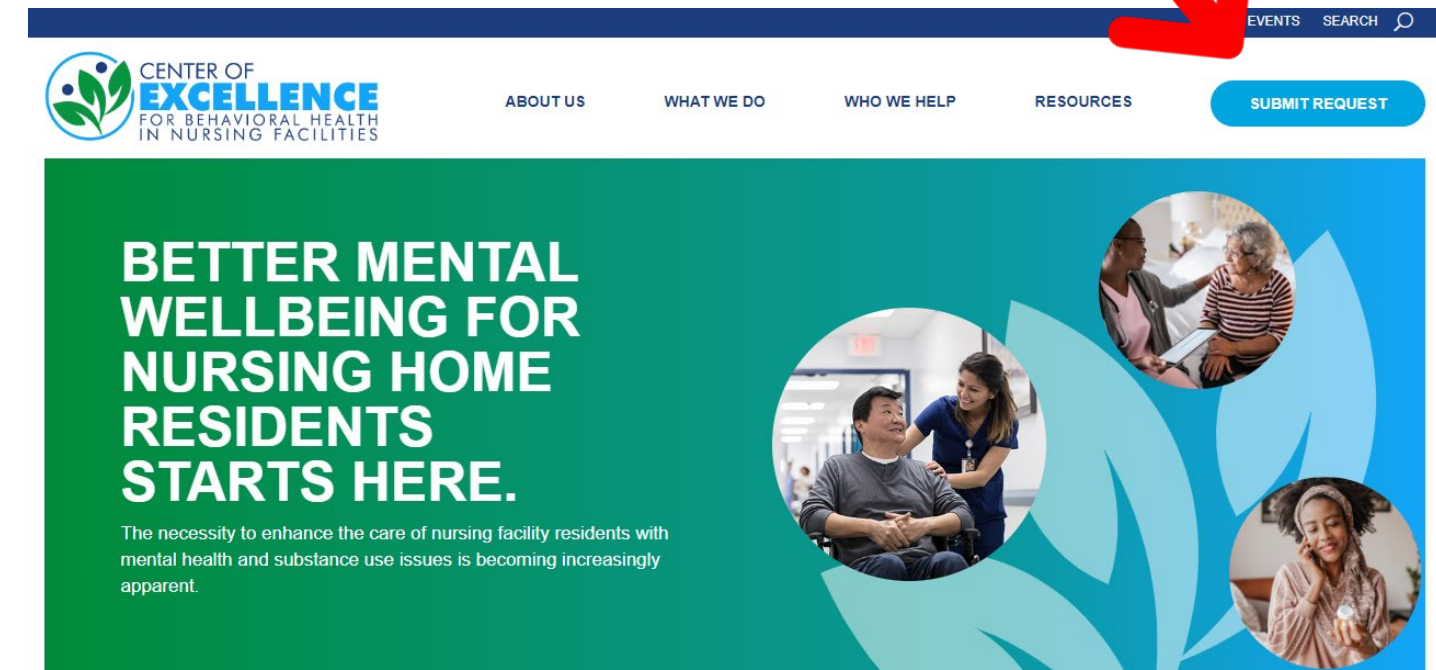 EVENTS SEARCH
CENTER OF
EXCELLENCE
FOR BEHAVIORAL HEALTH
IN NURSING FACILITIES
ABOUT US WHAT WE DO WHO WE HELP RESOURCES SUBMIT REQUEST
BETTER MENTAL
WELLBEING FOR
NURSING HOME
RESIDENTS
STARTS HERE.
The necessity to enhance the care of nursing facility residents with
mental health and substance use issues is becoming increasingly
apparent.
EXIT